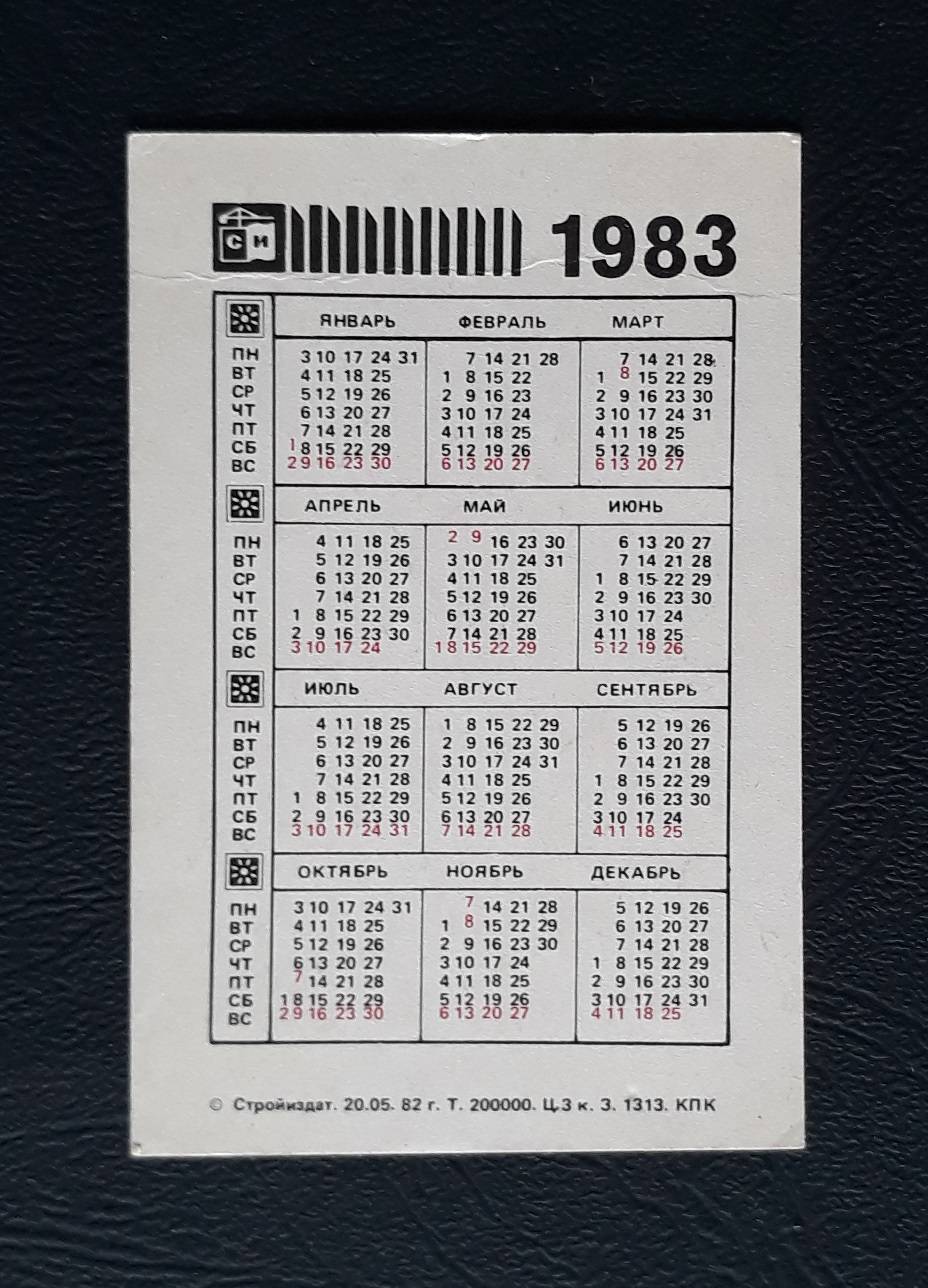 СИ 1983
ЯНВАРЬ ФЕВРАЛЬ МАРТ
ПН 3 10 17 24 31 7 14 21 28 7 14 21 28
ВТ 4 11 18 25 1 8 15 22 1 8 15 22 29
СР 5 12 19 26 2 9 16 23 2 9 16 23 30
ЧТ 6 13 20 27 3 10 17 24 3 10 17 24 31
ПТ 7 14 21 28 4 11 18 25 4 11 18 25
СБ 1 8 15 22 29 5 12 19 26 5 12 19 26
ВС 2 9 16 23 30 6 13 20 27 6 13 20 27
АПРЕЛЬ МАЙ ИЮНЬ
ПН 4 11 18 25 2 9 16 23 30 6 13 20 27
ВТ 5 12 19 26 3 10 17 24 31 7 14 21 28
СР 6 13 20 27 4 11 18 25 1 8 15 22 29
ЧТ 7 14 21 28 5 12 19 26 2 9 16 23 30
ПТ 1 8 15 22 29 6 13 20 27 3 10 17 24
СБ 2 9 16 23 30 7 14 21 28 4 11 18 25
ВС 3 10 17 24 1 8 15 22 29 5 12 19 26
ИЮЛЬ АВГУСТ СЕНТЯБРЬ
ПН 4 11 18 25 1 8 15 22 29 5 12 19 26
ВТ 5 12 19 26 2 9 16 23 30 6 13 20 27
СР 6 13 20 27 3 10 17 24 31 7 14 21 28
ЧТ 7 14 21 28 4 11 18 25 1 8 15 22 29
ПТ 1 8 15 22 29 5 12 19 26 2 9 16 23 30
СБ 2 9 16 23 30 6 13 20 27 3 10 17 24
ВС 3 10 17 24 31 7 14 21 28 4 11 18 25
ОКТЯБРЬ НОЯБРЬ ДЕКАБРЬ
ПН 3 10 17 24 31 7 14 21 28 5 12 19 26
ВТ 4 11 18 25 1 8 15 22 29 6 13 20 27
СР 5 12 19 26 2 9 16 23 30 7 14 21 28
ЧТ 6 13 20 27 3 10 17 24 1 8 15 22 29
ПТ 7 14 21 28 4 11 18 25 2 9 16 23 30
СБ 1 8 15 22 29 5 12 19 26 3 10 17 24 31
ВС 2 9 16 23 30 6 13 20 27 4 11 18 25
© Стройиздат. 20.05. 82 г. Т. 200000. Ц.3 к. З. 1313. КПК